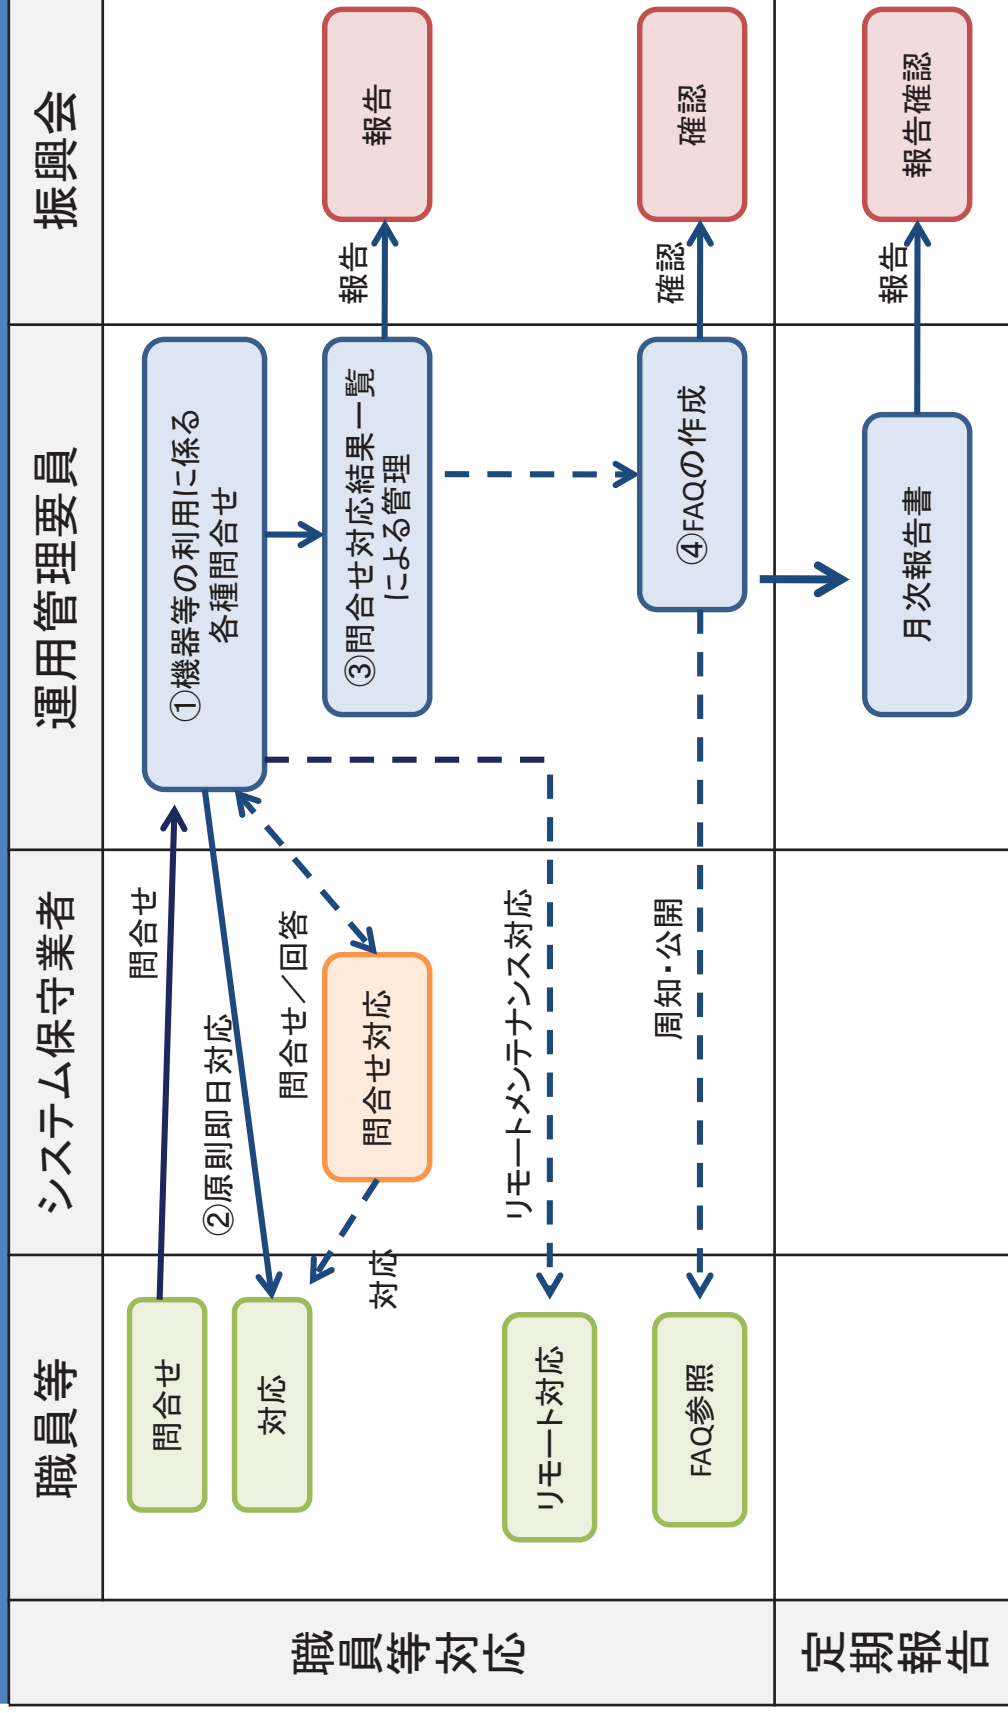 職員等
システム保守業者
運用管理要員
振興会
職員等対応
問合せ
問合せ
①機器等の利用に係る
各種問合せ
②原則即日対応
対応
問合せ／回答
問合せ対応
対応
③問合せ対応結果一覧
による管理
報告
報告
リモートメンテナンス対応
リモート対応
④FAQの作成
確認
確認
周知・公開
FAQ参照
定期報告
月次報告書
報告
報告確認